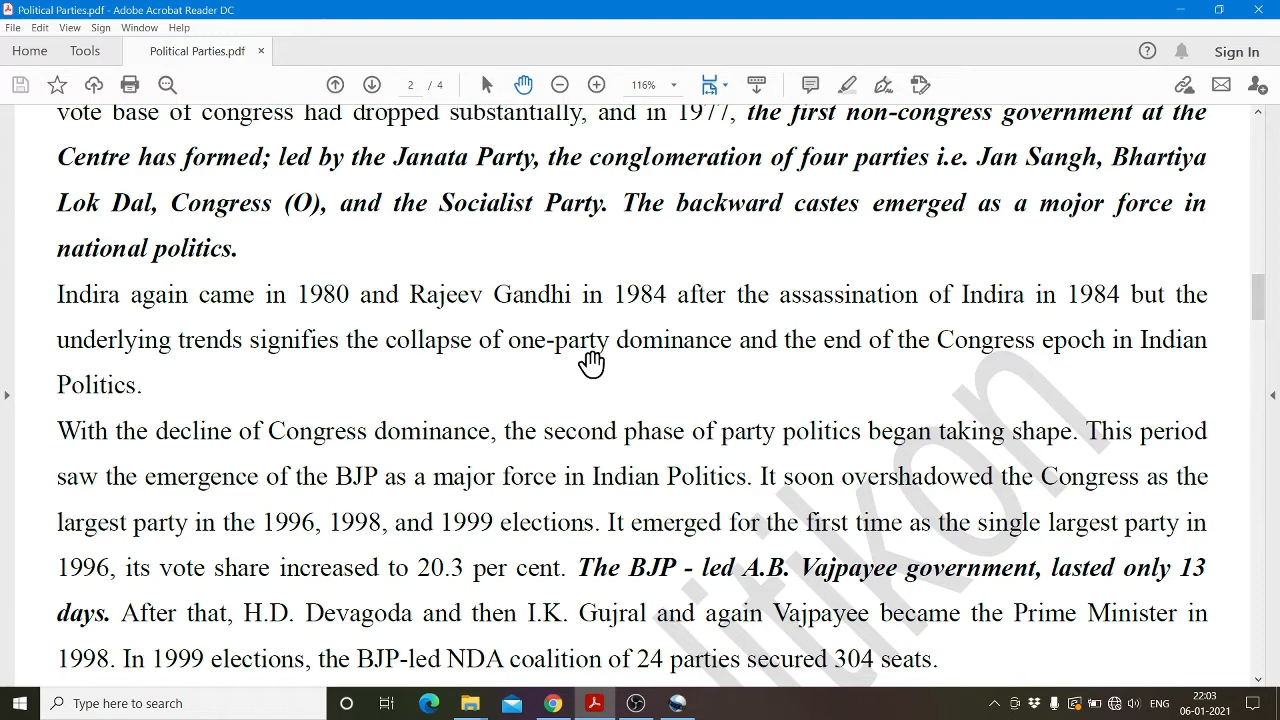 Political Parties.pdf - Adobe Acrobat Reader DC
File Edit View Sign Window Help
Home Tools Political Parties.pdf × Sign In
2 / 4 116%
vote base of congress had dropped substantially, and in 1977, the first non-congress government at the
Centre has formed; led by the Janata Party, the conglomeration of four parties i.e. Jan Sangh, Bhartiya
Lok Dal, Congress (O), and the Socialist Party. The backward castes emerged as a mojor force in
national politics.
Indira again came in 1980 and Rajeev Gandhi in 1984 after the assassination of Indira in 1984 but the
underlying trends signifies the collapse of one-party dominance and the end of the Congress epoch in Indian
Politics.
With the decline of Congress dominance, the second phase of party politics began taking shape. This period
saw the emergence of the BJP as a major force in Indian Politics. It soon overshadowed the Congress as the
largest party in the 1996, 1998, and 1999 elections. It emerged for the first time as the single largest party in
1996, its vote share increased to 20.3 per cent. The BJP - led A.B. Vajpayee government, lasted only 13
days. After that, H.D. Devagoda and then I.K. Gujral and again Vajpayee became the Prime Minister in
1998. In 1999 elections, the BJP-led NDA coalition of 24 parties secured 304 seats.
litikon
Type here to search
ENG
22:03
06-01-2021